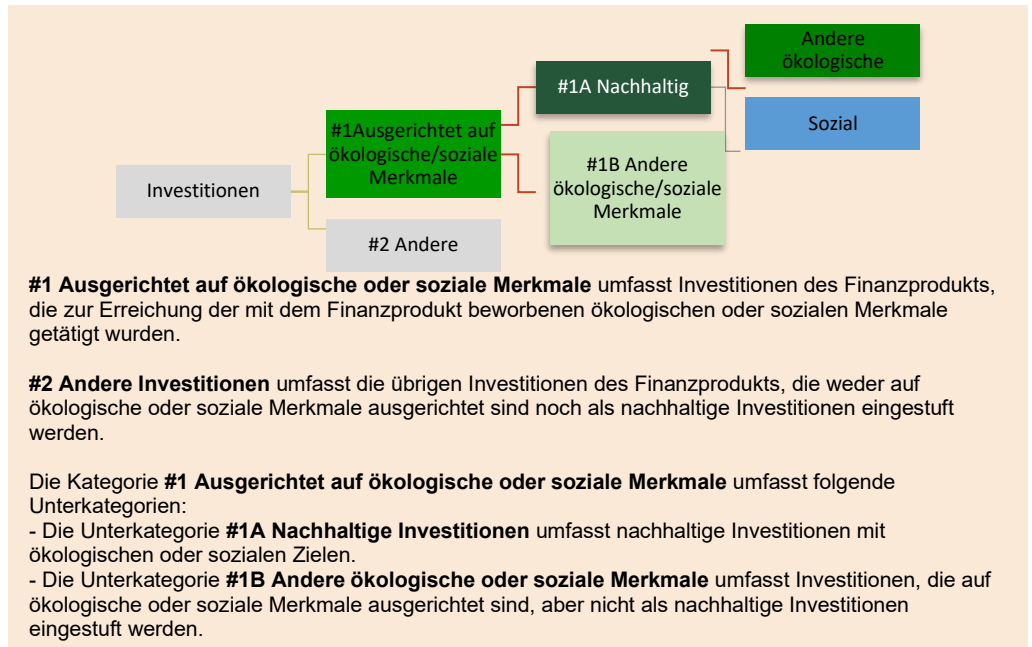 Andere
ökologische
#1A Nachhaltig
Sozial
#1Ausgerichtet auf
ökologische/soziale
Merkmale
#1B Andere
ökologische/soziale
Merkmale
Investitionen
#2 Andere
#1 Ausgerichtet auf ökologische oder soziale Merkmale umfasst Investitionen des Finanzprodukts,
die zur Erreichung der mit dem Finanzprodukt beworbenen ökologischen oder sozialen Merkmale
getätigt wurden.
#2 Andere Investitionen umfasst die übrigen Investitionen des Finanzprodukts, die weder auf
ökologische oder soziale Merkmale ausgerichtet sind noch als nachhaltige Investitionen eingestuft
werden.
Die Kategorie #1 Ausgerichtet auf ökologische oder soziale Merkmale umfasst folgende
Unterkategorien:
- Die Unterkategorie #1A Nachhaltige Investitionen umfasst nachhaltige Investitionen mit
ökologischen oder sozialen Zielen.
- Die Unterkategorie #1B Andere ökologische oder soziale Merkmale umfasst Investitionen, die auf
ökologische oder soziale Merkmale ausgerichtet sind, aber nicht als nachhaltige Investitionen
eingestuft werden.